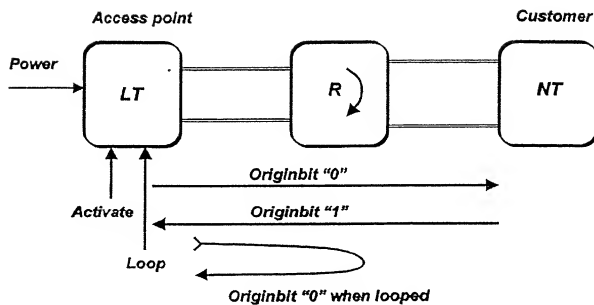 Access point
Customer
Power
LT
R
NT
Originbit "0"
Activate
Originbit "1"
Loop
Originbit "0" when looped